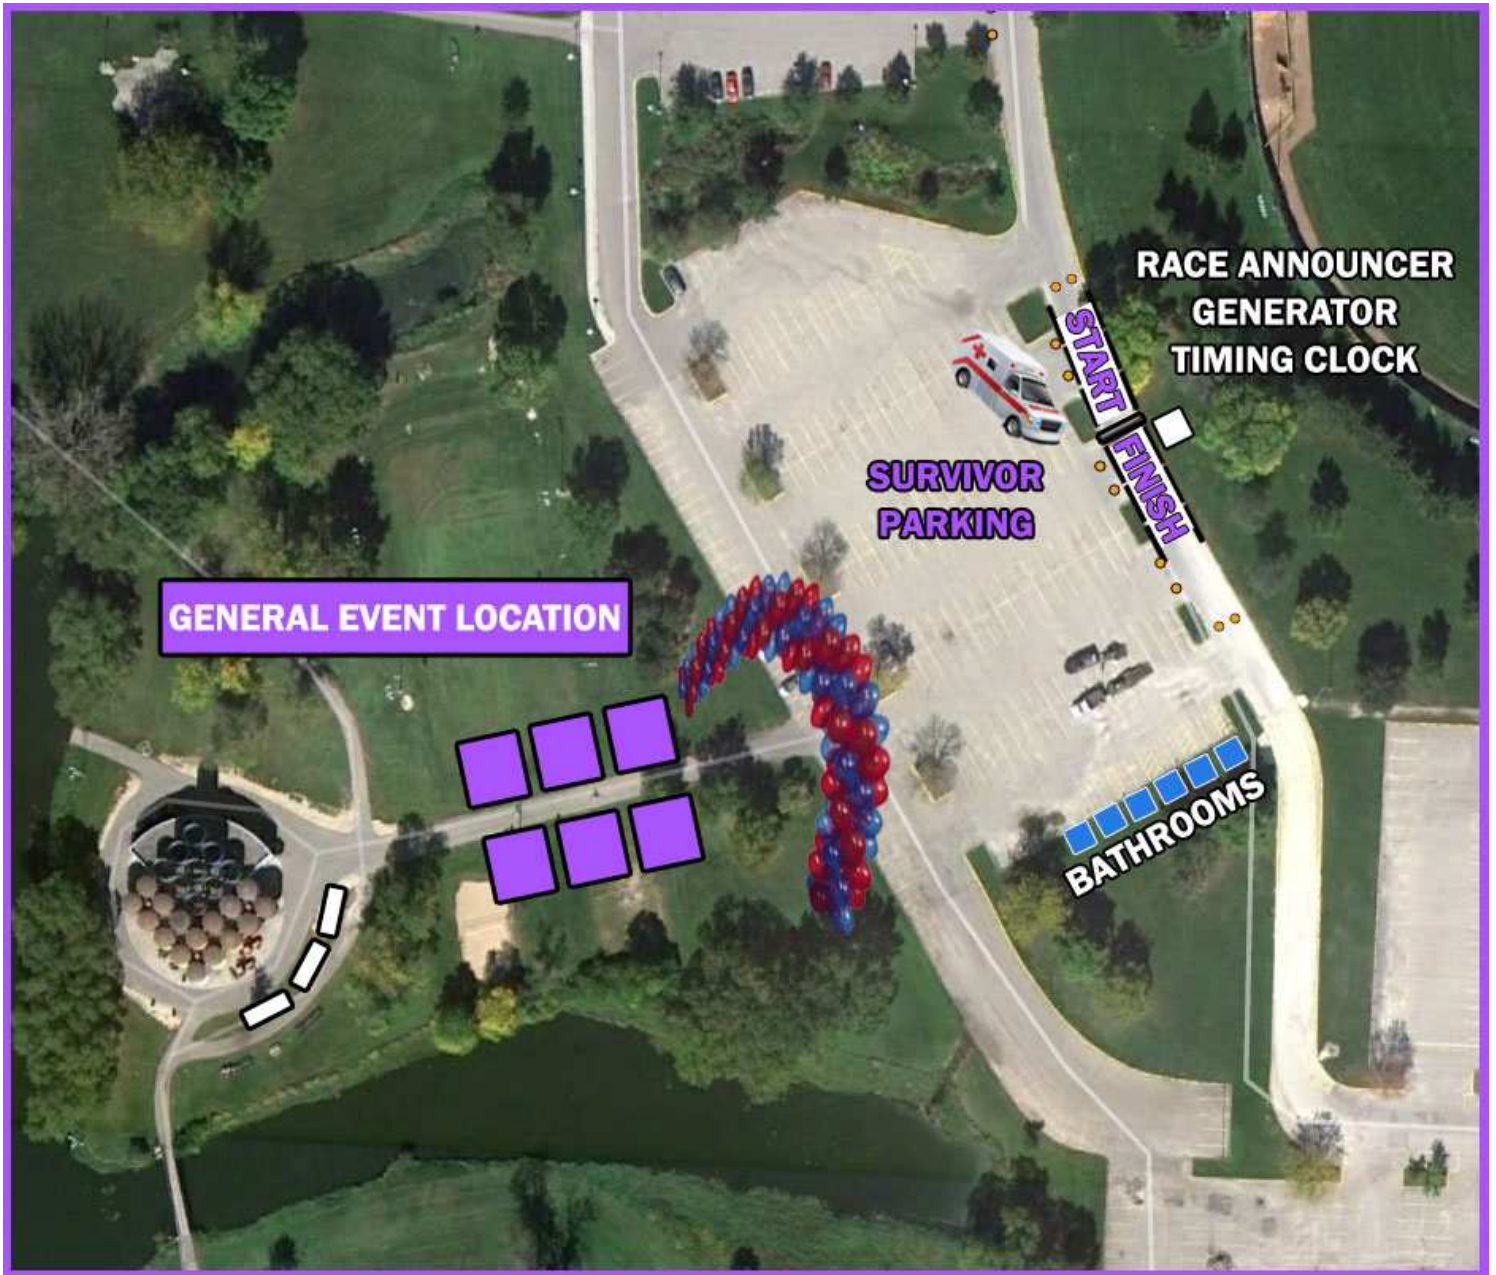 RACE ANNOUNCER
GENERATOR
TIMING CLOCK
START
FINISH
SURVIVOR
PARKING
GENERAL EVENT LOCATION
BATHROOMS